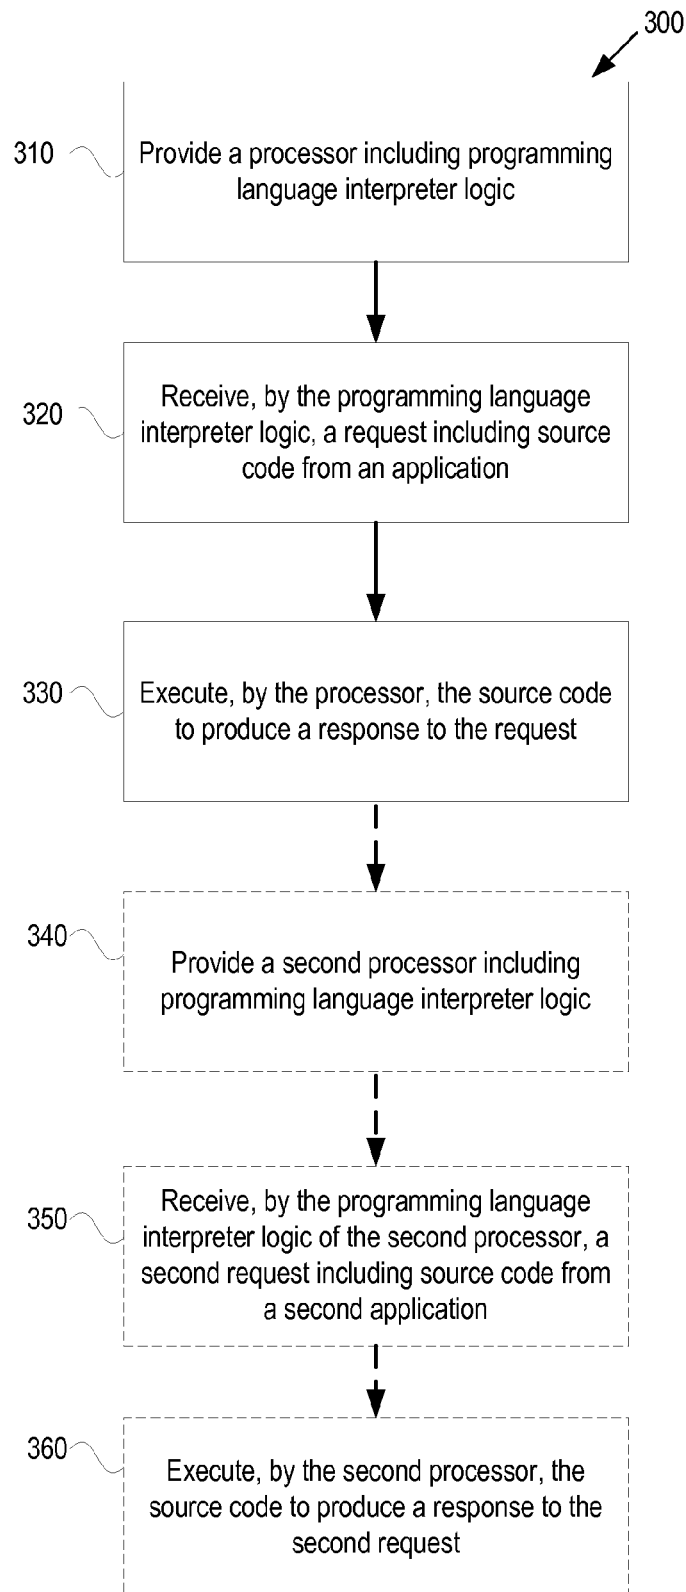 300
310
Provide a processor including programming
language interpreter logic
320
Receive, by the programming language
interpreter logic, a request including source
code from an application
330
Execute, by the processor, the source code
to produce a response to the request
340
Provide a second processor including
programming language interpreter logic
350
Receive, by the programming language
interpreter logic of the second processor, a
second request including source code from
a second application
360
Execute, by the second processor, the
source code to produce a response to the
second request